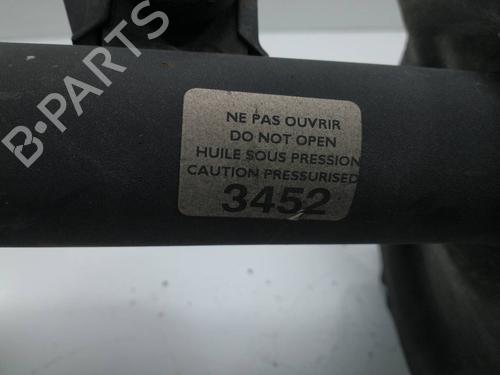 B-PARTS
NE PAS OUVRIR
DO NOT OPEN
HUILE SOUS PRESSION
CAUTION PRESSURISED
3452